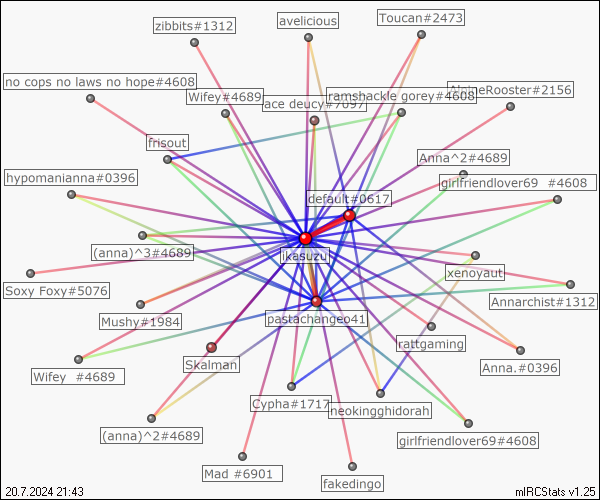 zibbits#1312
avelicious
Toucan#2473
no cops no laws no hope#4608
Wifey#4689
ace deucy#7097
ramshackle gorey#4608
AlpineRooster#2156
frisout
Anna^2#4689
hypomanianna#0396
default#0617
girlfriendlover69 #4608
(anna)^3#4689
ikasuzu
xenoyaut
Soxy Foxy#5076
Annarchist#1312
Mushy#1984
pastachangeo41
rattgaming
Skalman
Anna.#0396
Wifey #4689
Cypha#1717
neokingghidorah
(anna)^2#4689
girlfriendlover69#4608
Mad #6901
fakedingo
20.7.2024 21:43
mIRCStats v1.25